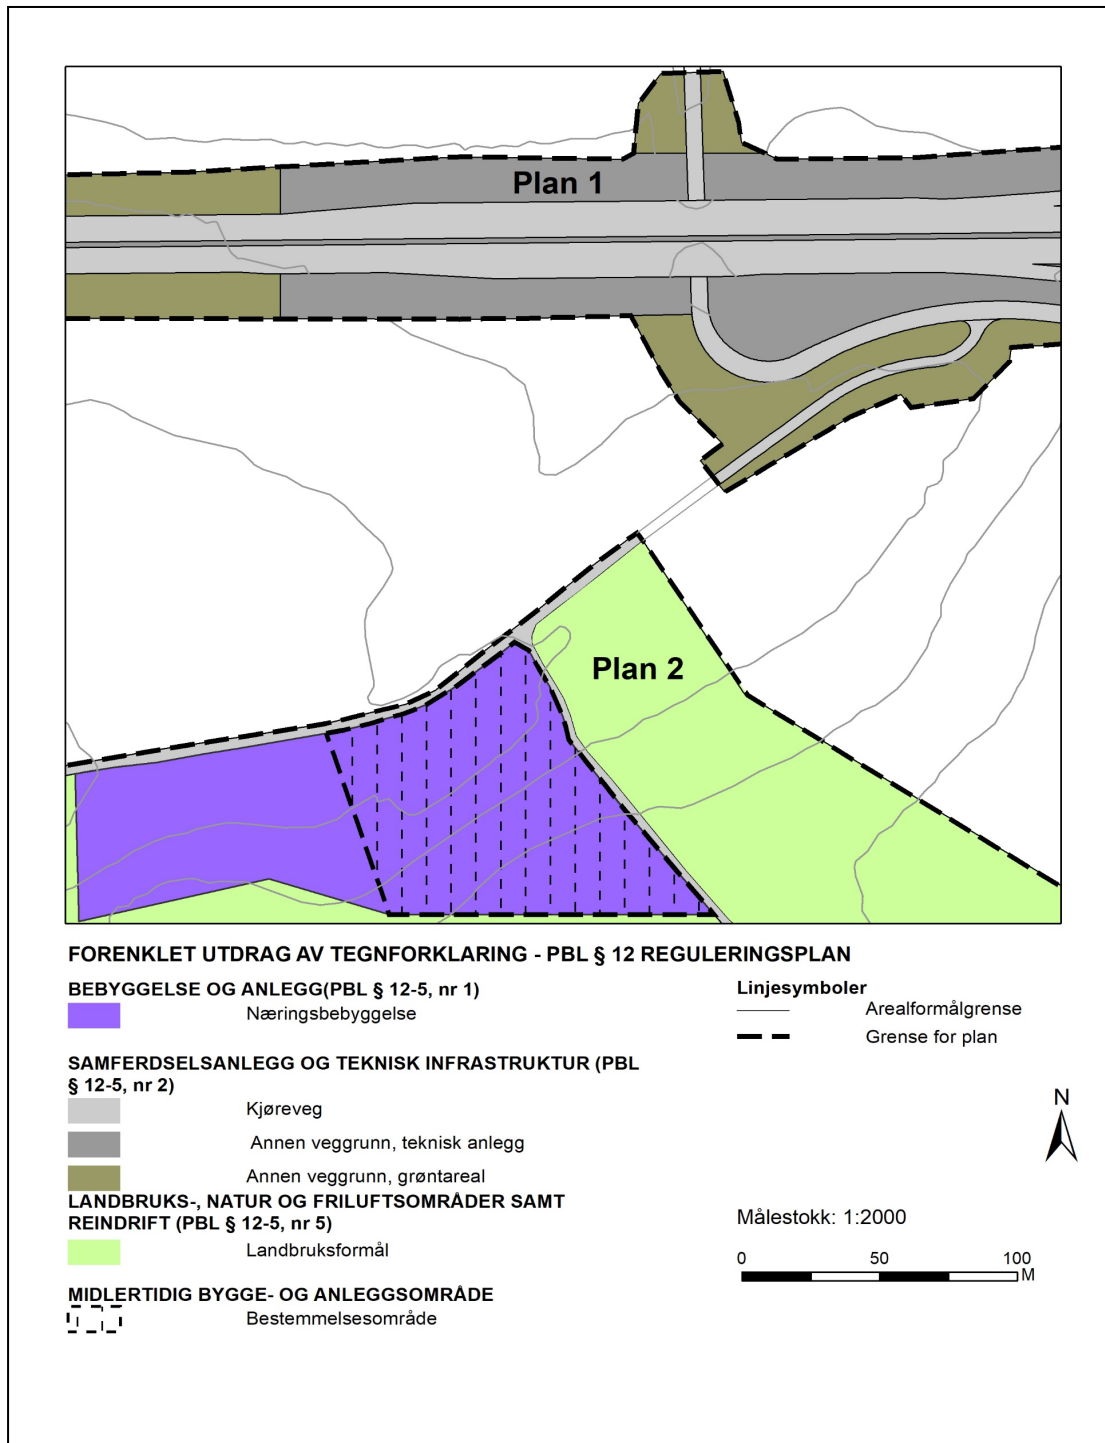 Plan 1
Plan 2
FORENKLET UTDRAG AV TEGNFORKLARING - PBL § 12 REGULERINGSPLAN
BEBYGGELSE OG ANLEGG(PBL § 12-5, nr 1)
Næringsbebyggelse
SAMFERDSELSANLEGG OG TEKNISK INFRASTRUKTUR (PBL
§ 12-5, nr 2)
Kjøreveg
Annen veggrunn, teknisk anlegg
Annen veggrunn, grøntareal
LANDBRUKS-, NATUR OG FRILUFTSOMRÅDER SAMT
REINDRIFT (PBL § 12-5, nr 5)
Landbruksformål
MIDLERTIDIG BYGGE- OG ANLEGGSOMRÅDE
Bestemmelsesområde
Linjesymboler
Arealformålgrense
Grense for plan
N
Målestokk: 1:2000
0 50 100
M